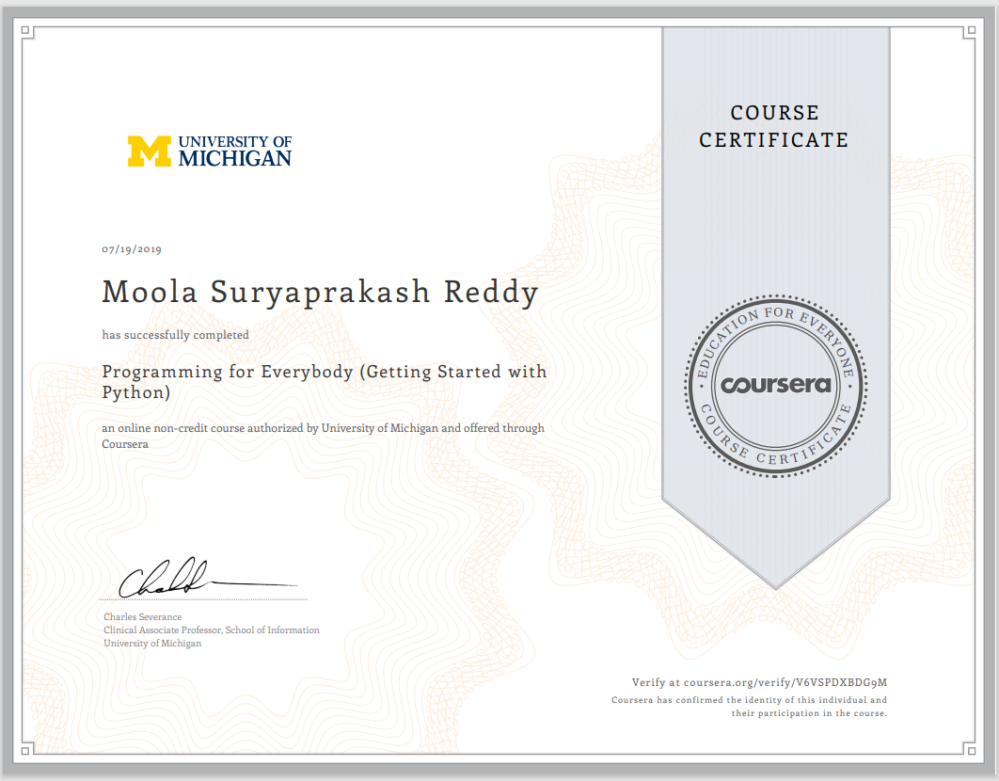 COURSE
CERTIFICATE
UNIVERSITY OF
MICHIGAN
07/19/2019
Moola Suryaprakash Reddy
has successfully completed
Programming for Everybody (Getting Started with
Python)
an online non-credit course authorized by University of Michigan and offered through
Coursera
EDUCATION FOR EVERYONE
coursera
COURSE CERTIFICATE
Charles Severance
Clinical Associate Professor, School of Information
University of Michigan
Verify at coursera.org/verify/V6VSPDXBDG9M
Coursera has confirmed the identity of this individual and
their participation in the course.